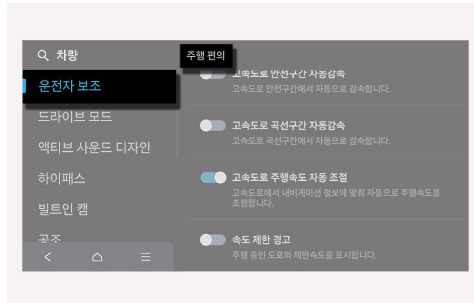 차량
주행 편의
운전자 보조
드라이브 모드
액티브 사운드 디자인
하이패스
빌트인 캠
공조
고속도로 안전구간 자동감속
고속도로 안전구간에서 자동으로 감속합니다.
고속도로 곡선구간 자동감속
고속도로 곡선구간에서 자동으로 감속합니다.
고속도로 주행속도 자동 조절
고속도로에서 내비게이션 정보에 맞춰 자동으로 주행속도를
조절합니다.
속도 제한 경고
주행 중인 도로의 제한속도를 표시합니다.